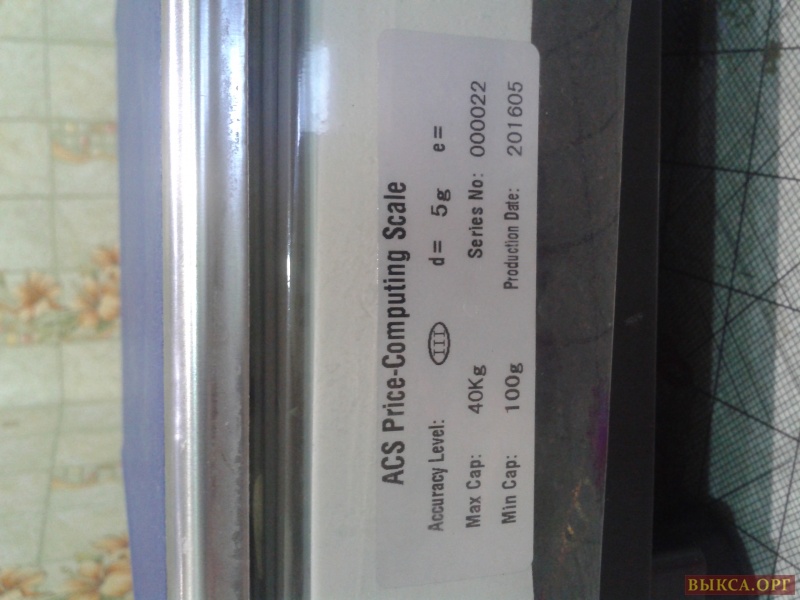 ACS Price-Computing Scale
Accuracy Level: III d= 5g e=
Max Cap: 40Kg Series No: 000022
Min Cap: 100g Production Date: 201605
ВЫКСА.ОРГ